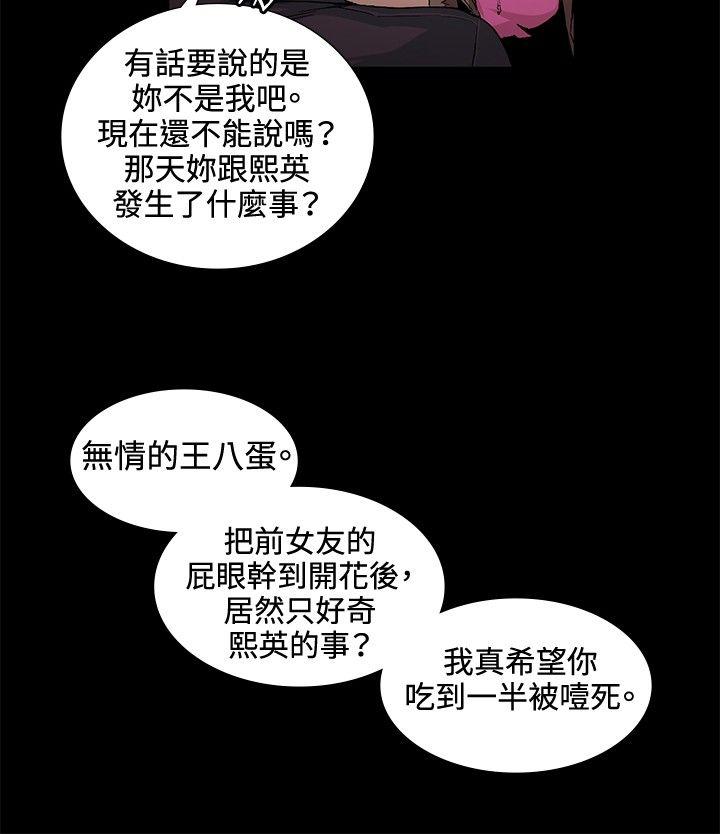 有話要說的是
妳不是我吧。
現在還不能說嗎？
那天妳跟熙英
發生了什麼事？
無情的王八蛋。
把前女友的
屁眼幹到開花後，
居然只好奇
熙英的事？
我真希望你
吃到一半被噎死。